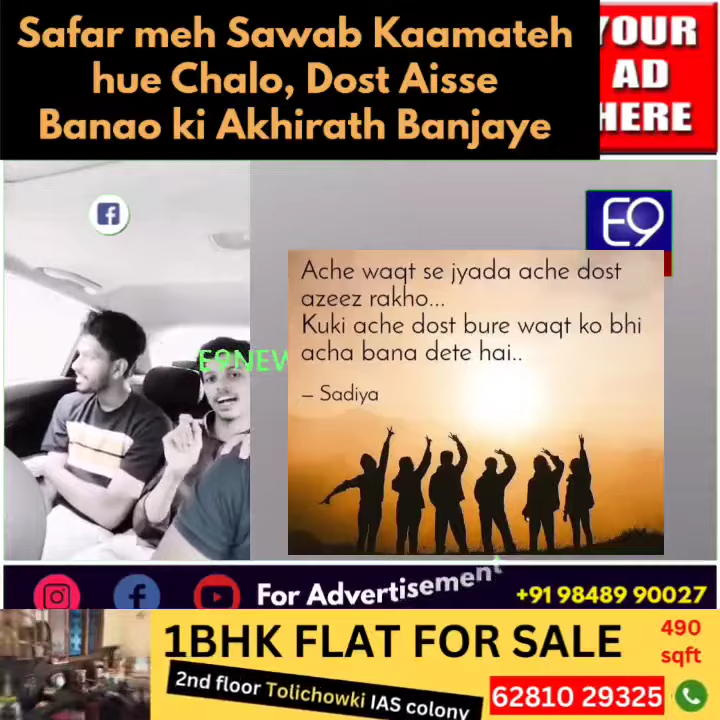 Safar meh Sawab Kaamateh
hue Chalo, Dost Aisse
Banao ki Akhirath Banjaye
YOUR
AD
HERE
E9
Ache waqt se jyada ache dost
azeez rakho...
Kuki ache dost bure waqt ko bhi
acha bana dete hai..
– Sadiya
E9NEW
For Advertisement
+91 98489 90027
1BHK FLAT FOR SALE
490
sqft
2nd floor Tolichowki IAS colony
62810 29325